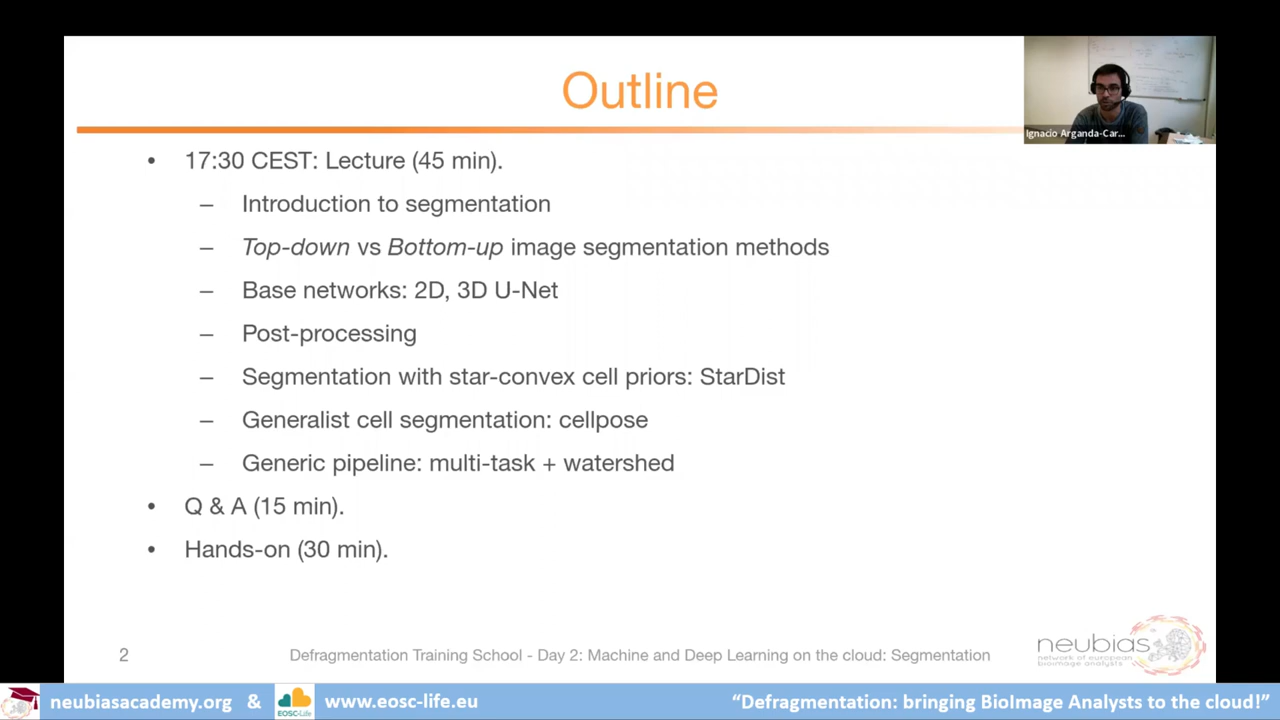 Outline
Ignacio Arganda-Car...
• 17:30 CEST: Lecture (45 min).
– Introduction to segmentation
– Top-down vs Bottom-up image segmentation methods
– Base networks: 2D, 3D U-Net
– Post-processing
– Segmentation with star-convex cell priors: StarDist
– Generalist cell segmentation: cellpose
– Generic pipeline: multi-task + watershed
• Q & A (15 min).
• Hands-on (30 min).
2
Defragmentation Training School - Day 2: Machine and Deep Learning on the cloud: Segmentation
neubias
network of european
bioimage analysts
neubiasacademy.org & EOSC-Life www.eosc-life.eu
“Defragmentation: bringing BioImage Analysts to the cloud!”